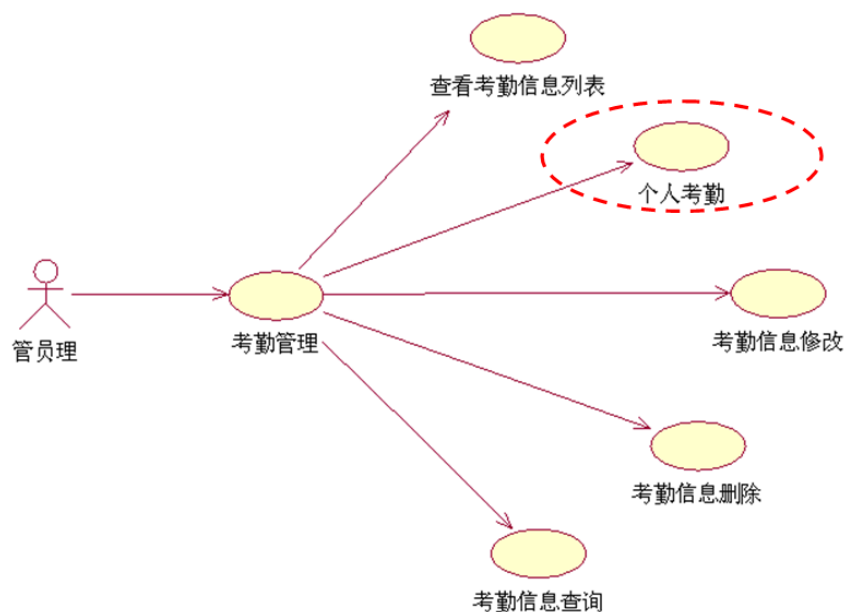 查看考勤信息列表
个人考勤
管员理
考勤管理
考勤信息修改
考勤信息删除
考勤信息查询